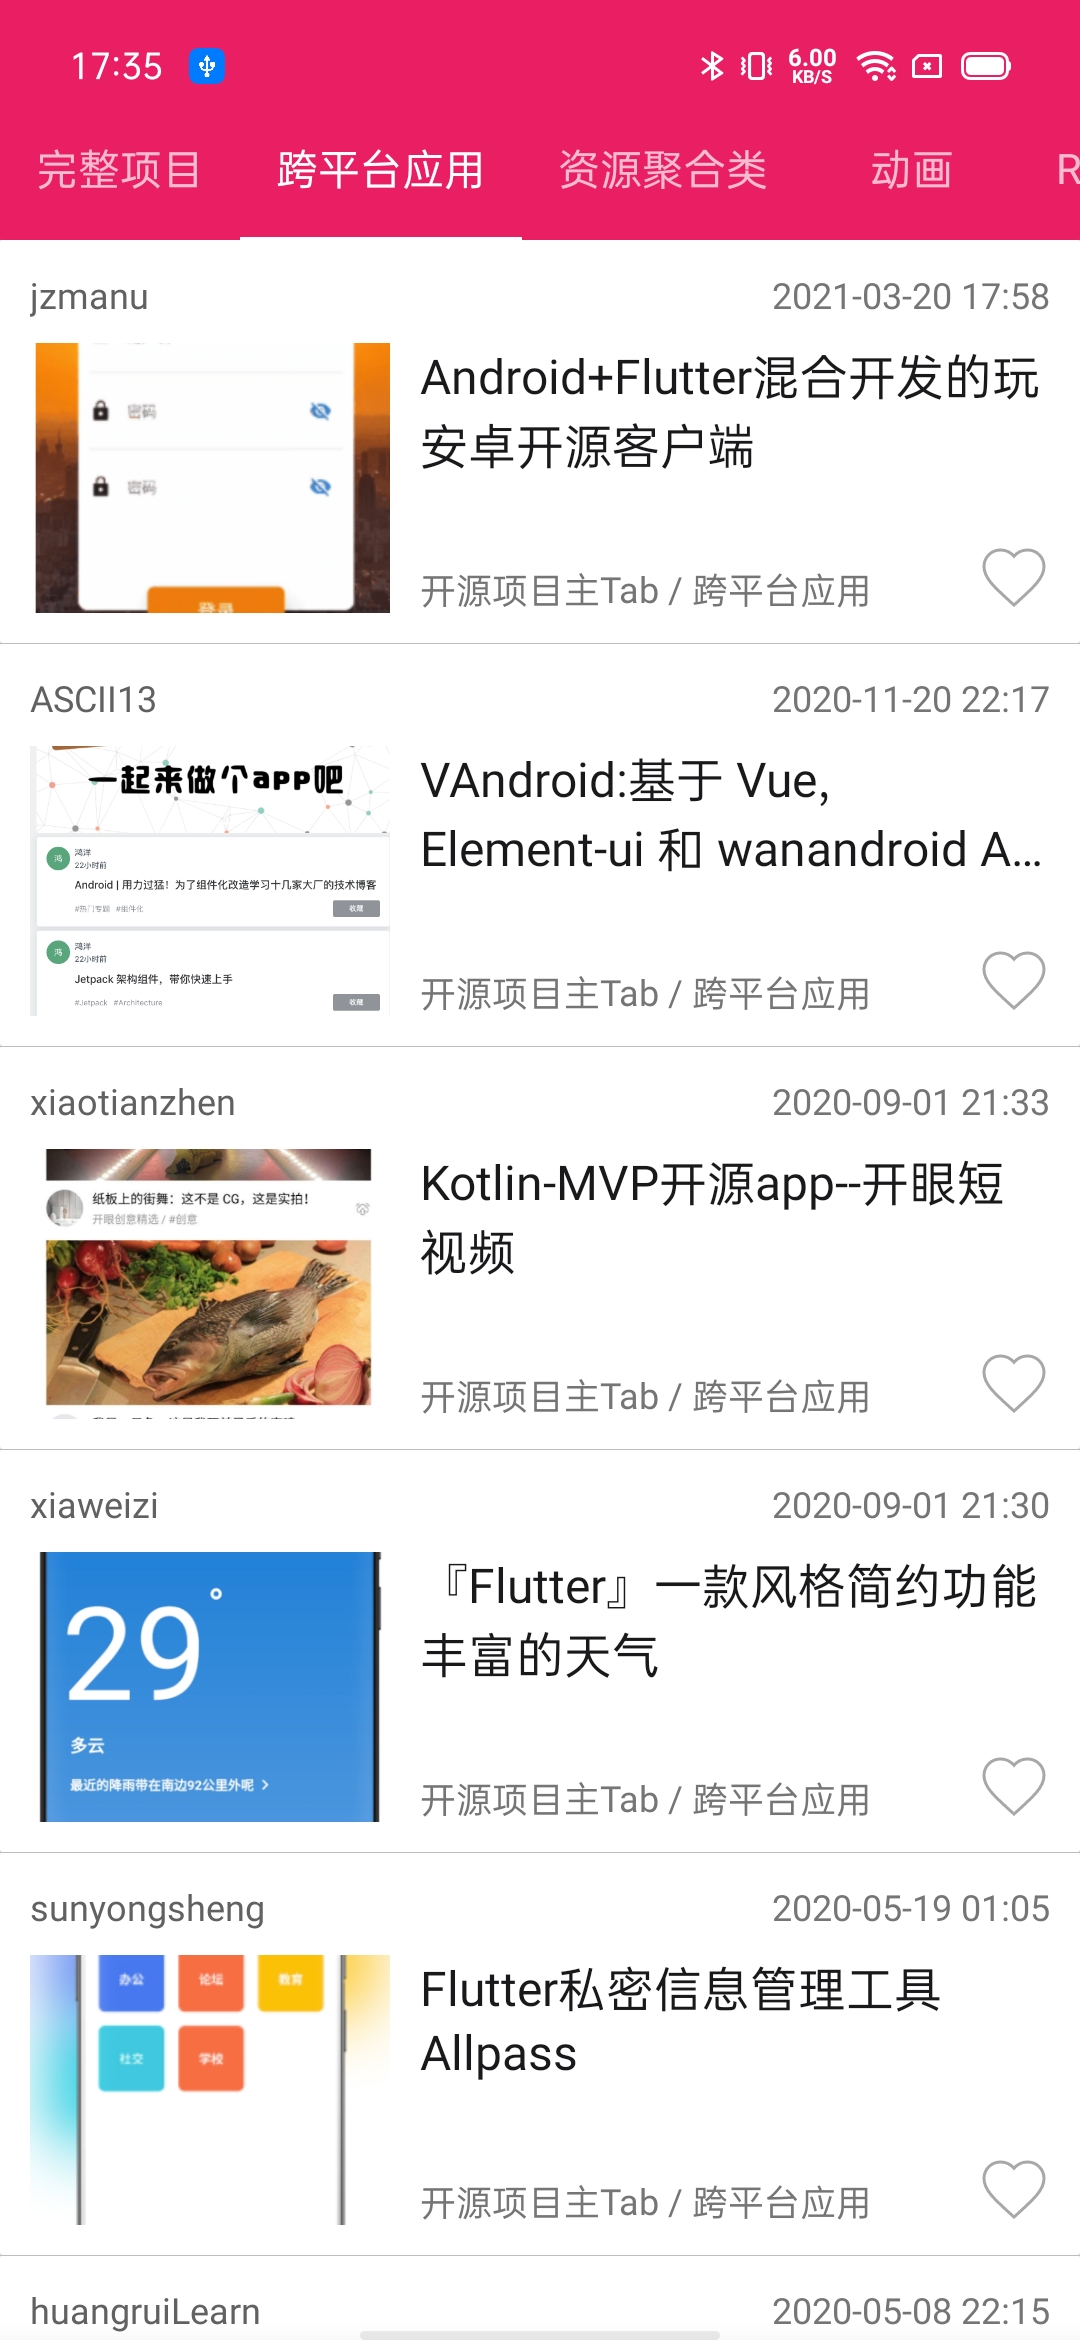 17:35
6.00
KB/S
完整项目 跨平台应用 资源聚合类 动画 R
jzmanu 2021-03-20 17:58
密码
密码
登录
Android+Flutter混合开发的玩
安卓开源客户端
开源项目主Tab / 跨平台应用
ASCII13 2020-11-20 22:17
一起来做个app吧
鸿 鸿洋
22小时前
Android | 用力过猛！为了组件化改造学习十几家大厂的技术博客
#热门专题 #组件化
收藏
鸿 鸿洋
22小时前
Jetpack 架构组件，带你快速上手
#Jetpack #Architecture
收藏
VAndroid:基于 Vue,
Element-ui 和 wanandroid A...
开源项目主Tab / 跨平台应用
xiaotianzhen 2020-09-01 21:33
纸板上的街舞：这不是 CG，这是实拍！
开眼创意精选 / #创意
Kotlin-MVP开源app--开眼短
视频
开源项目主Tab / 跨平台应用
xiaweizi 2020-09-01 21:30
29°
多云
最近的降雨带在南边92公里外呢 >
『Flutter』一款风格简约功能
丰富的天气
开源项目主Tab / 跨平台应用
sunyongsheng 2020-05-19 01:05
办公 论坛 教育
社交 学校
Flutter私密信息管理工具
Allpass
开源项目主Tab / 跨平台应用
huangruiLearn 2020-05-08 22:15